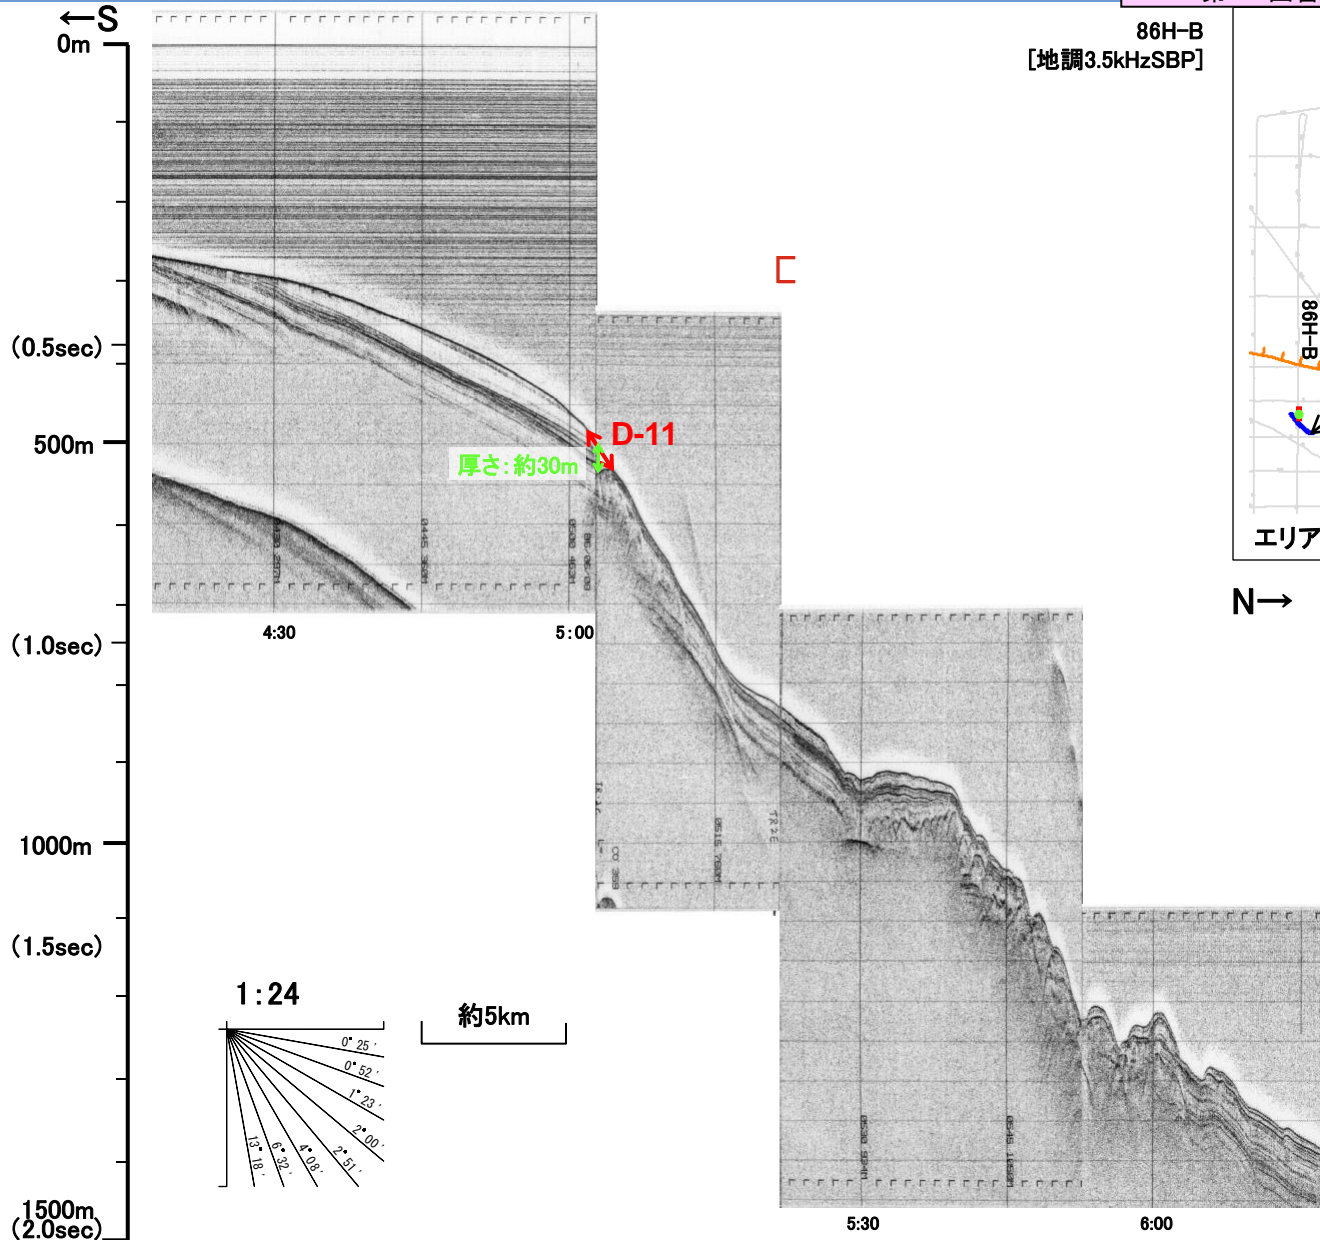 ←S
0m
86H-B
[地調3.5kHzSBP]
86H-B
(0.5sec)
500m
D-11
厚さ:約30m
エリア
N→
4:30
5:00
(1.0sec)
1000m
(1.5sec)
1:24
約5km
0°25′
0°52′
1°23′
2°00′
2°51′
4°08′
6°32′
13°18′
1500m
(2.0sec)
5:30
6:00